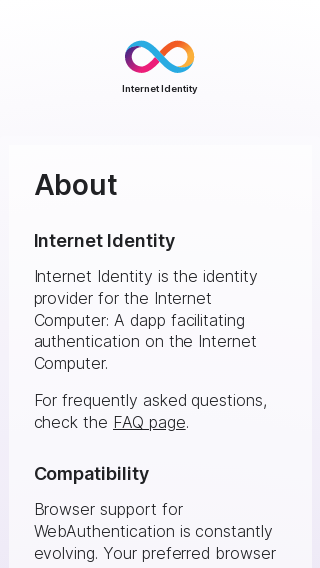 Internet Identity
About
Internet Identity
Internet Identity is the identity
provider for the Internet
Computer: A dapp facilitating
authentication on the Internet
Computer.
For frequently asked questions,
check the FAQ page.
Compatibility
Browser support for
WebAuthentication is constantly
evolving. Your preferred browser